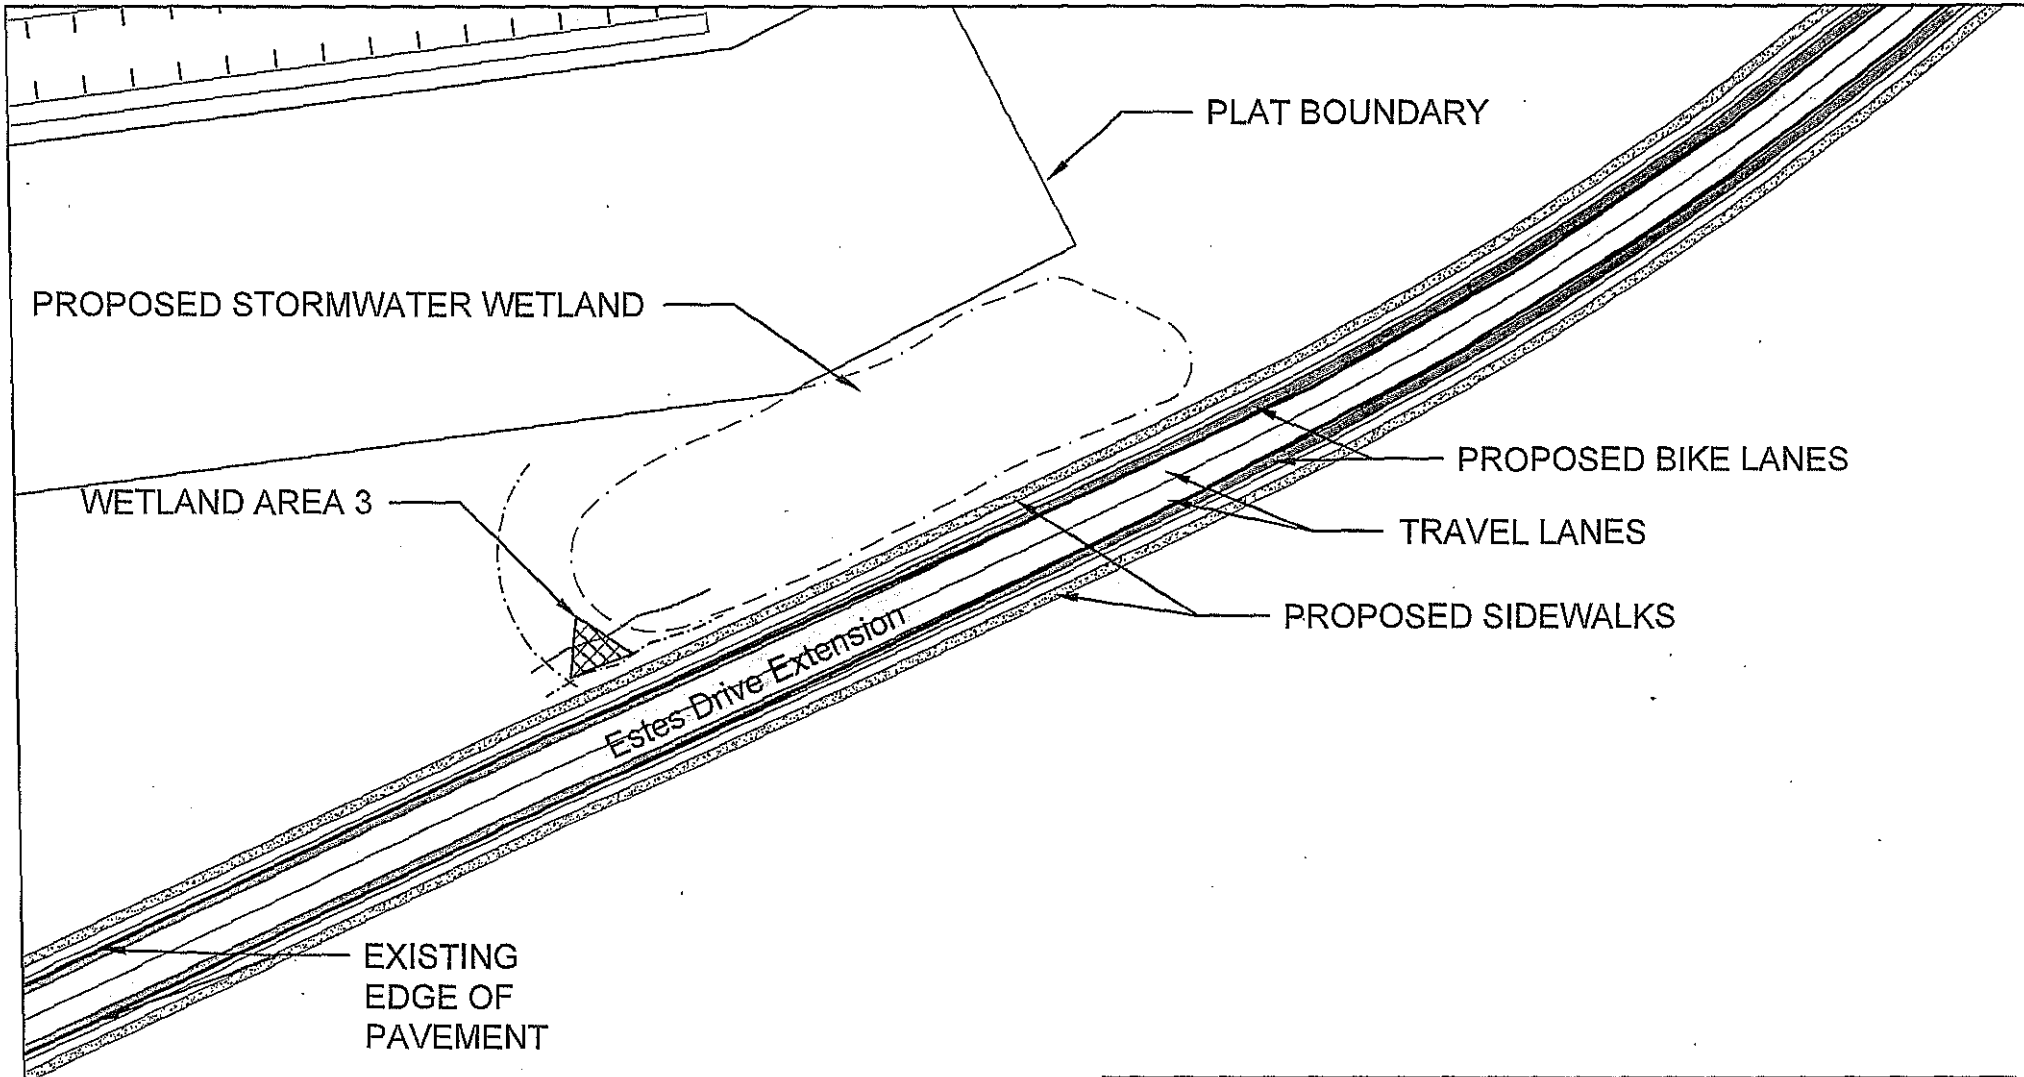 PLAT BOUNDARY
PROPOSED STORMWATER WETLAND
PROPOSED BIKE LANES
WETLAND AREA 3
TRAVEL LANES
PROPOSED SIDEWALKS
Estes Drive Extension
EXISTING
EDGE OF
PAVEMENT